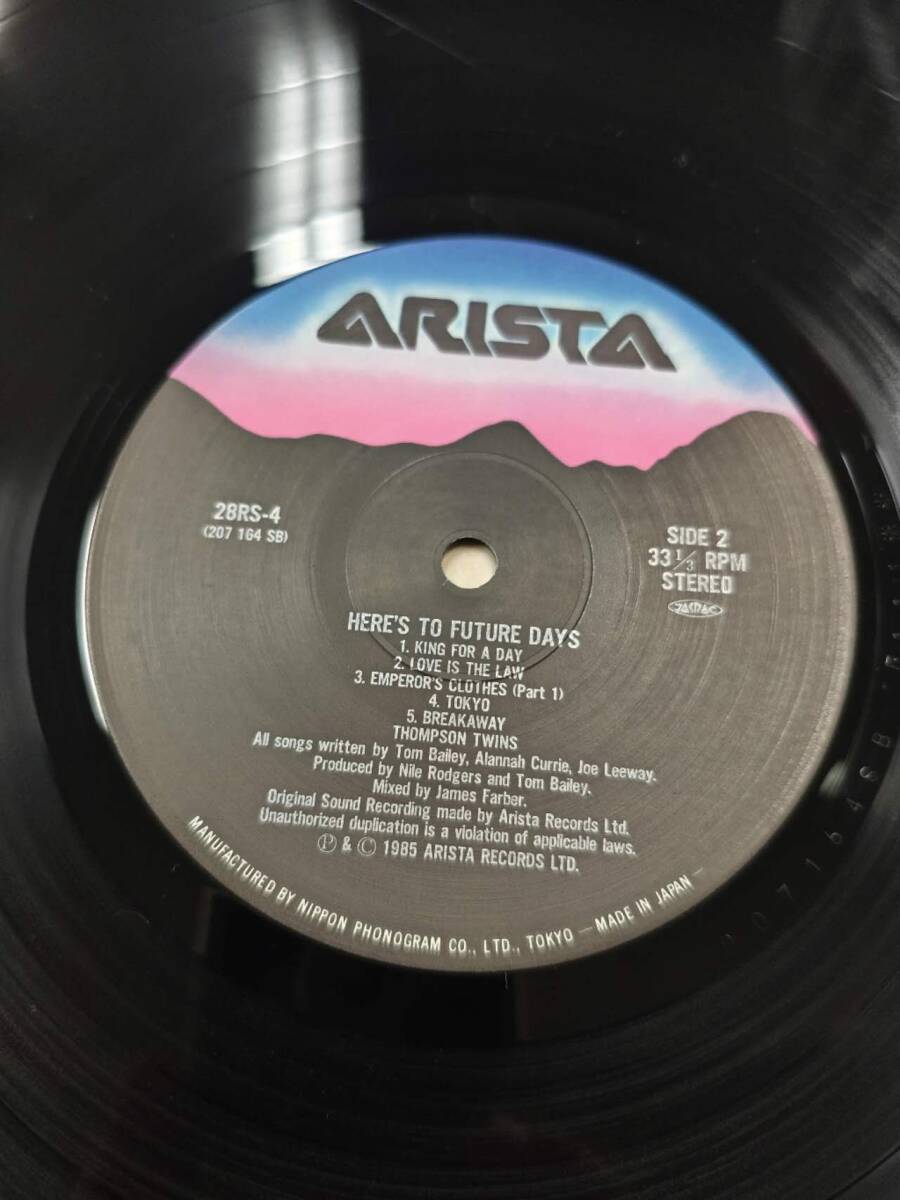 ARISTA
28RS-4
(207 164 SB)
SIDE 2
33 1/3 RPM
STEREO
JASRAC
HERE'S TO FUTURE DAYS
1. KING FOR A DAY
2. LOVE IS THE LAW
3. EMPEROR'S CLOTHES (Part 1)
4. TOKYO
5. BREAKAWAY
THOMPSON TWINS
All songs written by Tom Bailey, Alannah Currie, Joe Leeway.
Produced by Nile Rodgers and Tom Bailey.
Mixed by James Farber.
Original Sound Recording made by Arista Records Ltd.
Unauthorized duplication is a violation of applicable laws.
Ⓟ & © 1985 ARISTA RECORDS LTD.
MANUFACTURED BY NIPPON PHONOGRAM CO., LTD., TOKYO — MADE IN JAPAN —